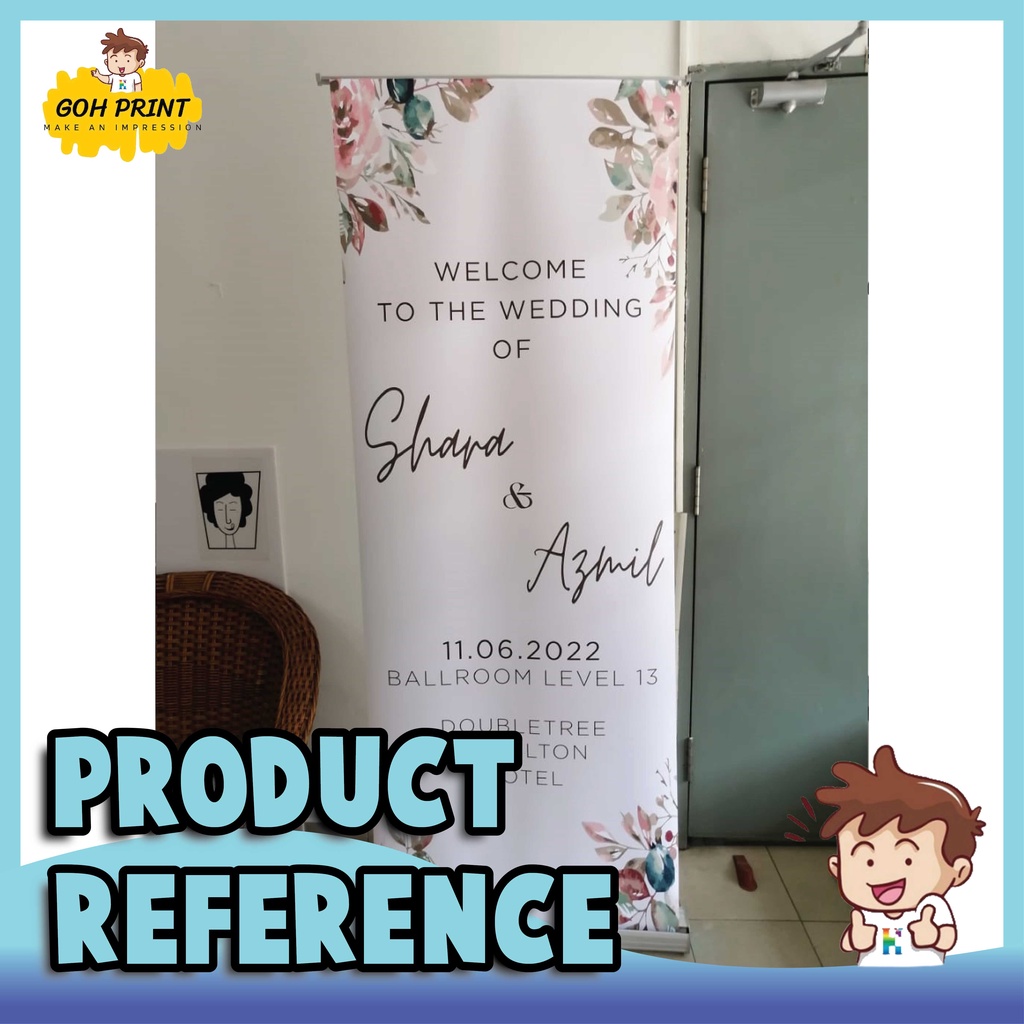 GOH PRINT
MAKE AN IMPRESSION
WELCOME
TO THE WEDDING
OF
Shara
&
Azmil
11.06.2022
BALLROOM LEVEL 13
DOUBLETREE
PRODUCT
REFERENCE